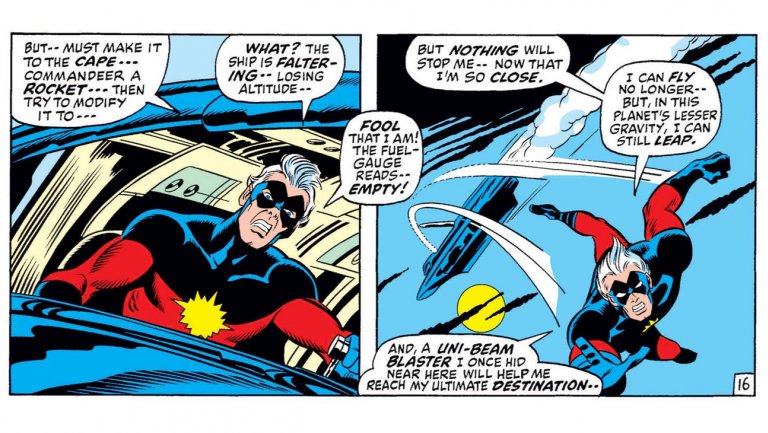 BUT-- MUST MAKE IT
TO THE CAPE---
COMMANDEER A
ROCKET--- THEN
TRY TO MODIFY
IT TO---
WHAT? THE
SHIP IS FALTER-
ING-- LOSING
ALTITUDE--
FOOL
THAT I AM!
THE FUEL-
GAUGE
READS--
EMPTY!
BUT NOTHING WILL
STOP ME-- NOW THAT
I'M SO CLOSE.
I CAN FLY
NO LONGER--
BUT, IN THIS
PLANET'S LESSER
GRAVITY, I CAN
STILL LEAP.
AND, A UNI-BEAM
BLASTER I ONCE HID
NEAR HERE WILL HELP ME
REACH MY ULTIMATE DESTINATION--
16